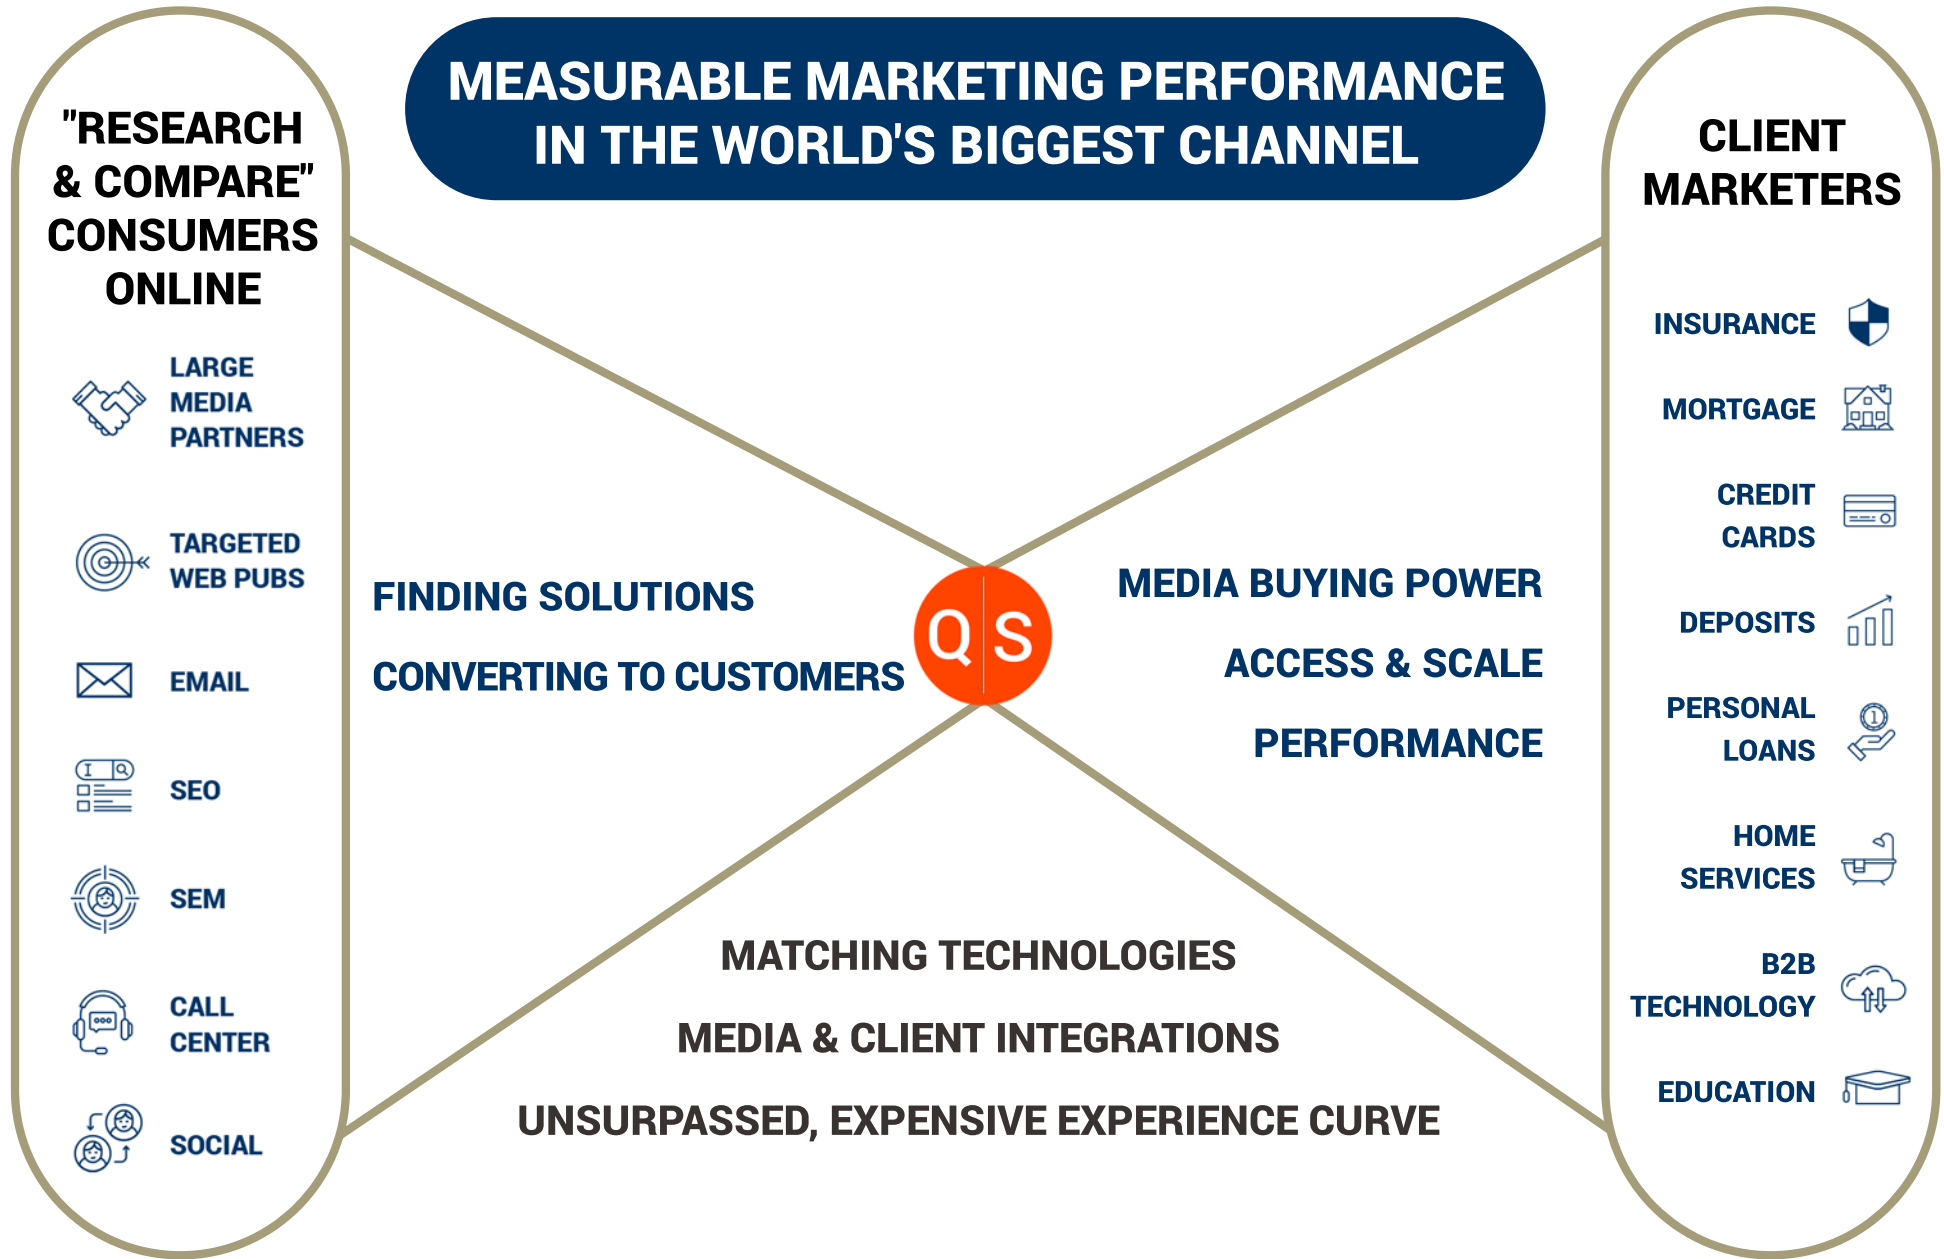 MEASURABLE MARKETING PERFORMANCE
IN THE WORLD'S BIGGEST CHANNEL
"RESEARCH
& COMPARE"
CONSUMERS
ONLINE
LARGE
MEDIA
PARTNERS
TARGETED
WEB PUBS
EMAIL
SEO
SEM
CALL
CENTER
SOCIAL
FINDING SOLUTIONS
CONVERTING TO CUSTOMERS
Q|S
MEDIA BUYING POWER
ACCESS & SCALE
PERFORMANCE
MATCHING TECHNOLOGIES
MEDIA & CLIENT INTEGRATIONS
UNSURPASSED, EXPENSIVE EXPERIENCE CURVE
CLIENT
MARKETERS
INSURANCE
MORTGAGE
CREDIT
CARDS
DEPOSITS
PERSONAL
LOANS
1
HOME
SERVICES
B2B
TECHNOLOGY
EDUCATION